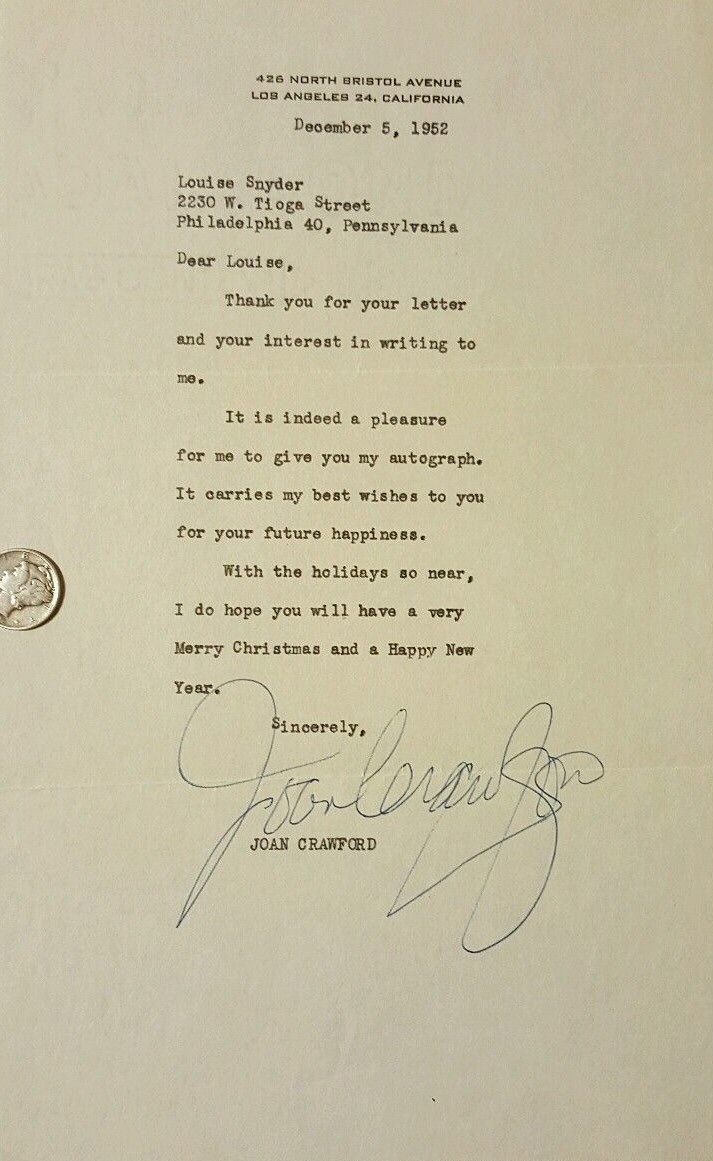 426 NORTH BRISTOL AVENUE
LOS ANGELES 24, CALIFORNIA
December 5, 1952
Louise Snyder
2230 W. Tioga Street
Philadelphia 40, Pennsylvania
Dear Louise,
Thank you for your letter
and your interest in writing to
me.
It is indeed a pleasure
for me to give you my autograph.
It carries my best wishes to you
for your future happiness.
With the holidays so near,
I do hope you will have a very
Merry Christmas and a Happy New
Year.
Sincerely,
Joan Crawford
JOAN CRAWFORD